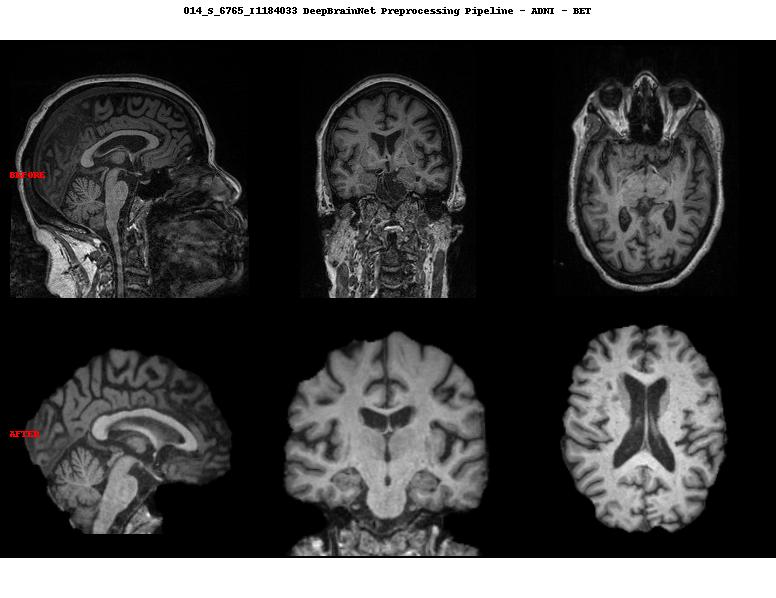 014_S_6765_I1184033 DeepBrainNet Preprocessing Pipeline - ADNI - BET
BEFORE
AFTER